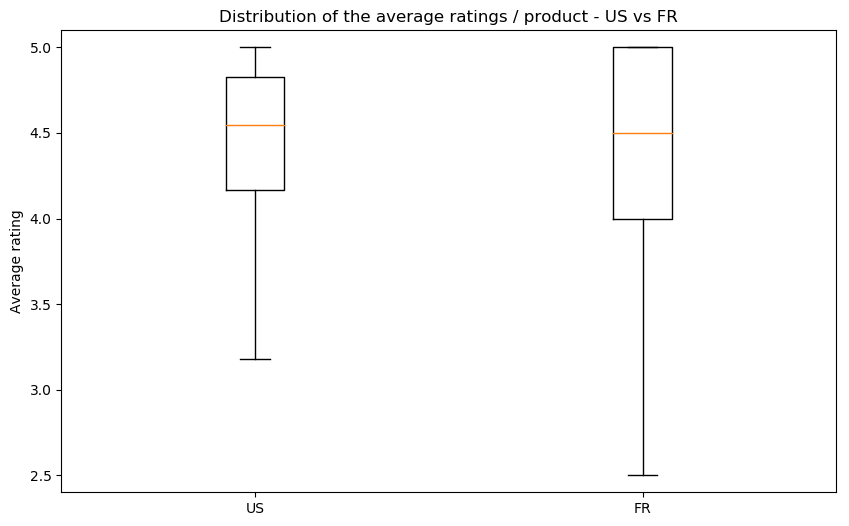 Distribution of the average ratings / product - US vs FR
Average rating
5.0
4.5
4.0
3.5
3.0
2.5
US
FR